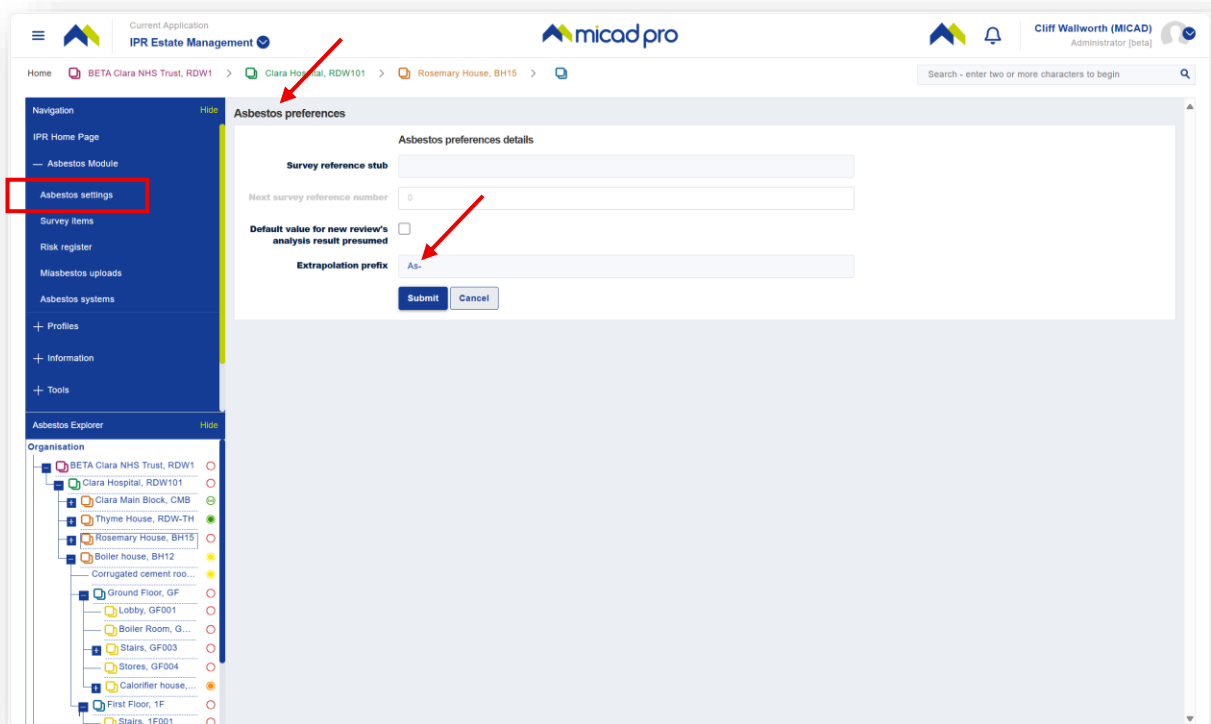 Current Application
IPR Estate Management
micad pro
Cliff Wallworth (MICAD)
Administrator [beta]
Home BETA Clara NHS Trust, RDW1 > Clara Hospital, RDW101 > Rosemary House, BH15 >
Search - enter two or more characters to begin
Navigation Hide
IPR Home Page
— Asbestos Module
Asbestos settings
Survey items
Risk register
Miasbestos uploads
Asbestos systems
+ Profiles
+ Information
+ Tools
Asbestos preferences
Asbestos preferences details
Survey reference stub
Next survey reference number 0
Default value for new review's
analysis result presumed
Extrapolation prefix As-
Submit Cancel
Asbestos Explorer Hide
Organisation
BETA Clara NHS Trust, RDW1
Clara Hospital, RDW101
Clara Main Block, CMB
Thyme House, RDW-TH
Rosemary House, BH15
Boiler house, BH12
Corrugated cement roo...
Ground Floor, GF
Lobby, GF001
Boiler Room, G...
Stairs, GF003
Stores, GF004
Calorifier house,...
First Floor, 1F
Stairs, 1F001